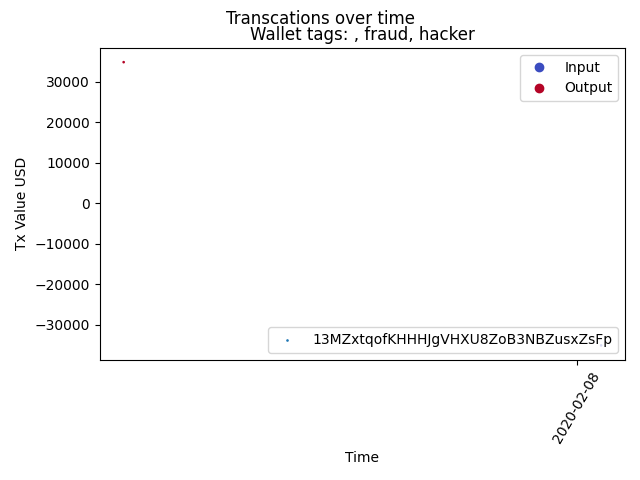 Transcations over time
Wallet tags: , fraud, hacker
Tx Value USD
30000
20000
10000
0
−10000
−20000
−30000
Input
Output
13MZxtqofKHHHJgVHXU8ZoB3NBZusxZsFp
2020-02-08
Time